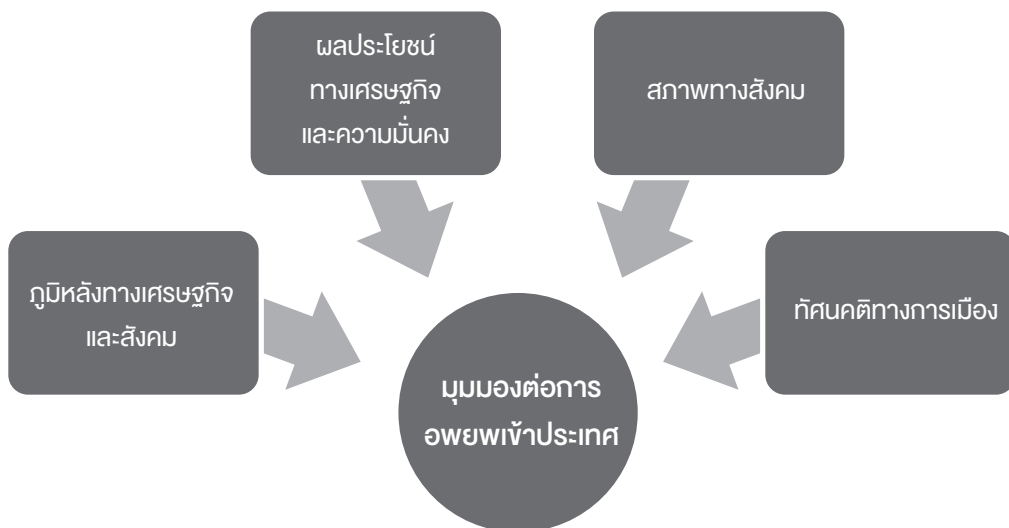 ผลประโยชน์
ทางเศรษฐกิจ
และความมั่นคง
สภาพทางสังคม
ภูมิหลังทางเศรษฐกิจ
และสังคม
ทัศนคติทางการเมือง
มุมมองต่อการ
อพยพเข้าประเทศ